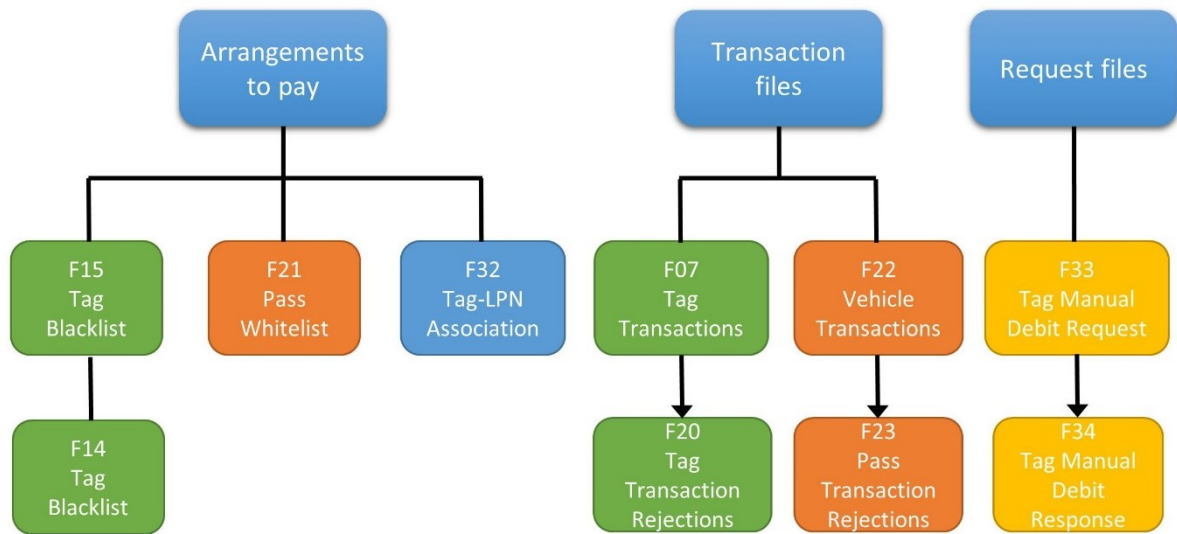 Arrangements
to pay
Transaction
files
Request files
F15
Tag
Blacklist
F21
Pass
Whitelist
F32
Tag-LPN
Association
F07
Tag
Transactions
F22
Vehicle
Transactions
F33
Tag Manual
Debit Request
F14
Tag
Blacklist
F20
Tag
Transaction
Rejections
F23
Pass
Transaction
Rejections
F34
Tag Manual
Debit
Response